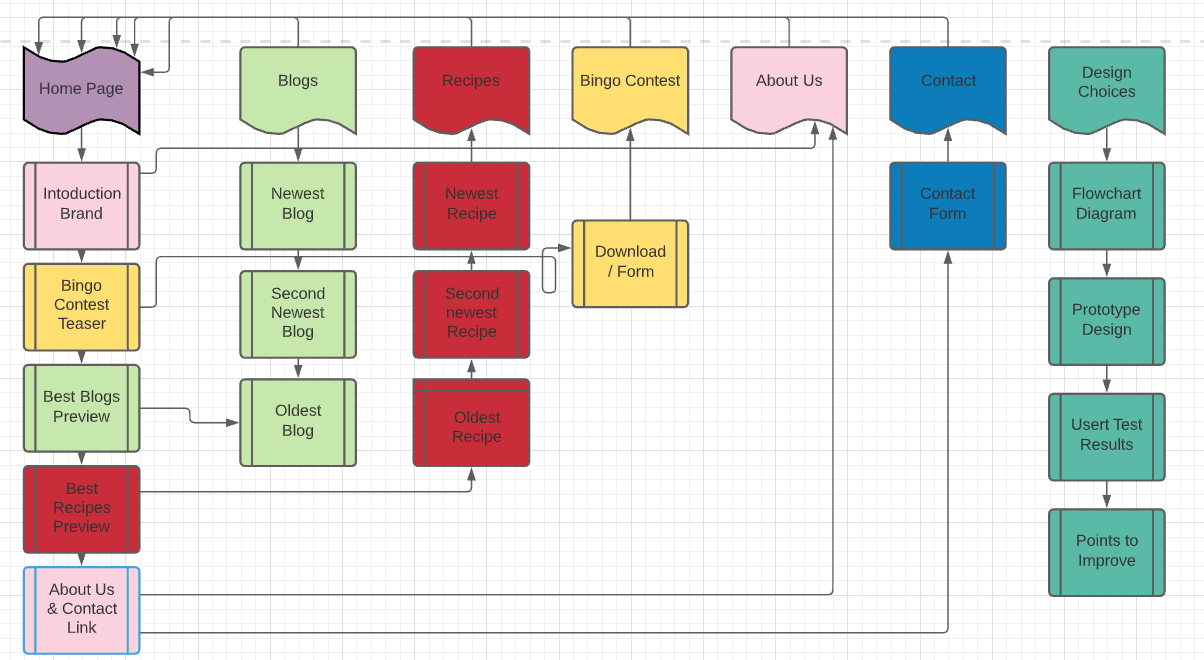 Home Page
Blogs
Recipes
Bingo Contest
About Us
Contact
Design
Choices
Intoduction
Brand
Newest
Blog
Newest
Recipe
Download
/ Form
Contact
Form
Flowchart
Diagram
Bingo
Contest
Teaser
Second
Newest
Blog
Second
newest
Recipe
Prototype
Design
Best Blogs
Preview
Oldest
Blog
Oldest
Recipe
Usert Test
Results
Best
Recipes
Preview
Points to
Improve
About Us
& Contact
Link